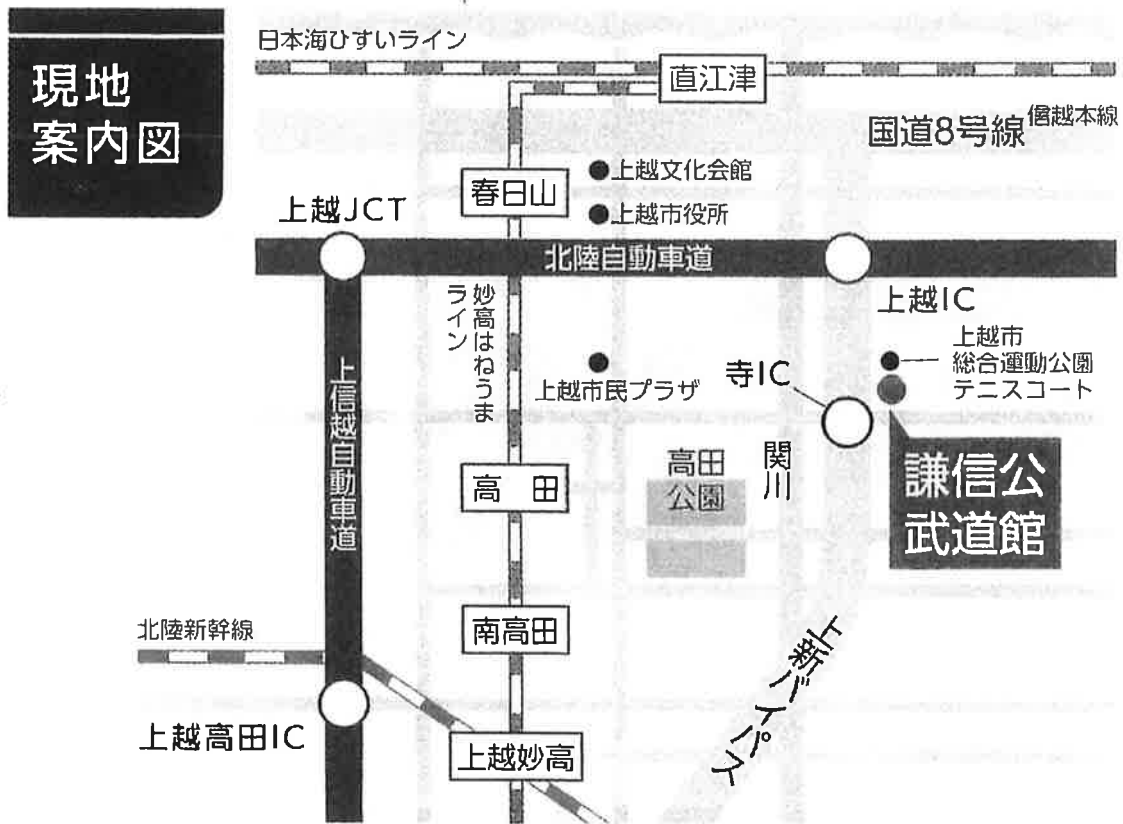 現地
案内図
日本海ひすいライン
直江津
国道8号線
信越本線
春日山
上越文化会館
上越市役所
上越JCT
北陸自動車道
上越IC
妙高はねうま
ライン
上越市
総合運動公園
テニスコート
上越市民プラザ
寺IC
上信越自動車道
高田
高田
公園
関川
謙信公
武道館
南高田
北陸新幹線
上新バイパス
上越高田IC
上越妙高